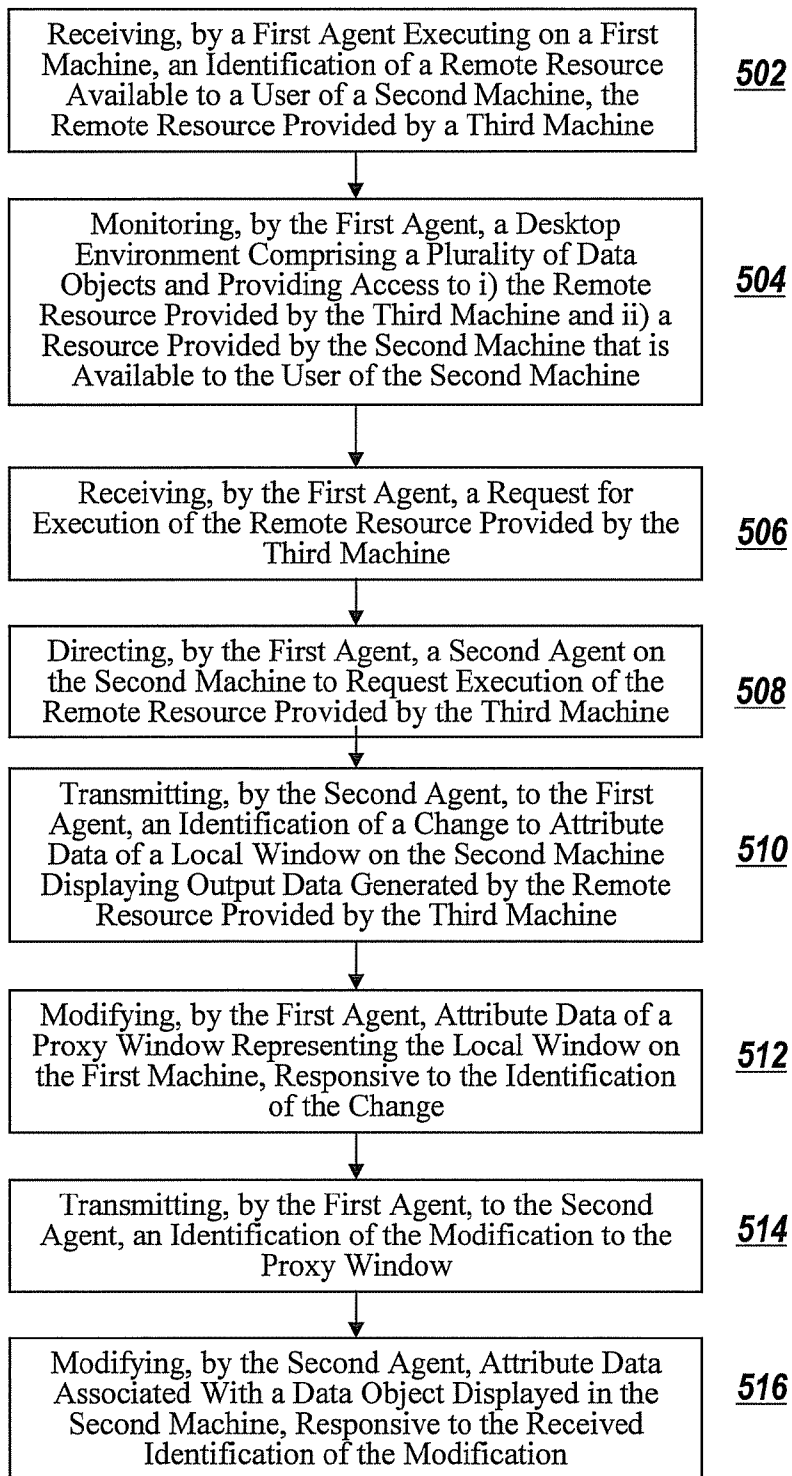 Receiving, by a First Agent Executing on a First
Machine, an Identification of a Remote Resource
Available to a User of a Second Machine, the
Remote Resource Provided by a Third Machine
502
Monitoring, by the First Agent, a Desktop
Environment Comprising a Plurality of Data
Objects and Providing Access to i) the Remote
Resource Provided by the Third Machine and ii) a
Resource Provided by the Second Machine that is
Available to the User of the Second Machine
504
Receiving, by the First Agent, a Request for
Execution of the Remote Resource Provided by the
Third Machine
506
Directing, by the First Agent, a Second Agent on
the Second Machine to Request Execution of the
Remote Resource Provided by the Third Machine
508
Transmitting, by the Second Agent, to the First
Agent, an Identification of a Change to Attribute
Data of a Local Window on the Second Machine
Displaying Output Data Generated by the Remote
Resource Provided by the Third Machine
510
Modifying, by the First Agent, Attribute Data of a
Proxy Window Representing the Local Window on
the First Machine, Responsive to the Identification
of the Change
512
Transmitting, by the First Agent, to the Second
Agent, an Identification of the Modification to the
Proxy Window
514
Modifying, by the Second Agent, Attribute Data
Associated With a Data Object Displayed in the
Second Machine, Responsive to the Received
Identification of the Modification
516